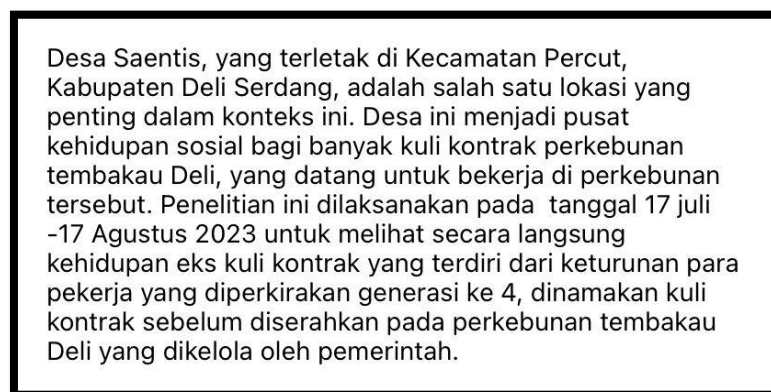 Desa Saentis, yang terletak di Kecamatan Percut,
Kabupaten Deli Serdang, adalah salah satu lokasi yang
penting dalam konteks ini. Desa ini menjadi pusat
kehidupan sosial bagi banyak kuli kontrak perkebunan
tembakau Deli, yang datang untuk bekerja di perkebunan
tersebut. Penelitian ini dilaksanakan pada  tanggal 17 juli
-17 Agustus 2023 untuk melihat secara langsung
kehidupan eks kuli kontrak yang terdiri dari keturunan para
pekerja yang diperkirakan generasi ke 4, dinamakan kuli
kontrak sebelum diserahkan pada perkebunan tembakau
Deli yang dikelola oleh pemerintah.